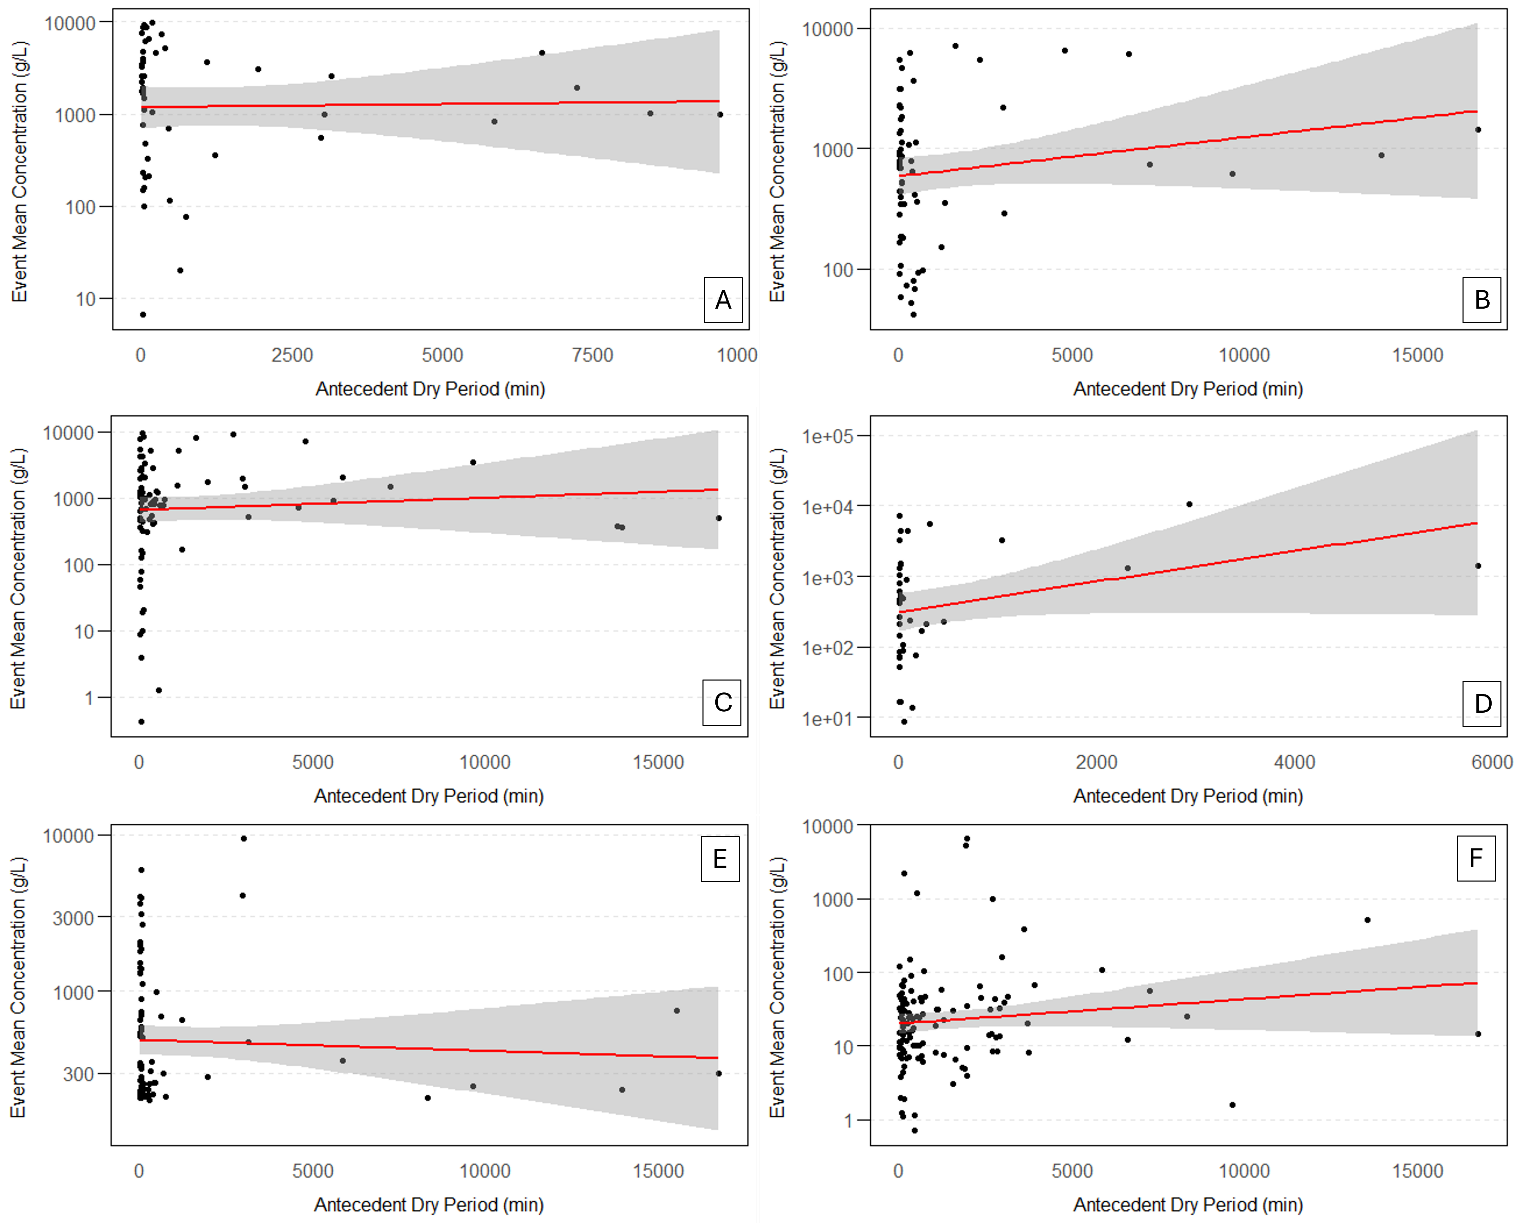 Event Mean Concentration (g/L)
10000
1000
100
10
A
0 2500 5000 7500 1000
Antecedent Dry Period (min)
Event Mean Concentration (g/L)
10000
1000
100
B
0 5000 10000 15000
Antecedent Dry Period (min)
Event Mean Concentration (g/L)
10000
1000
100
10
1
C
0 5000 10000 15000
Antecedent Dry Period (min)
Event Mean Concentration (g/L)
1e+05
1e+04
1e+03
1e+02
1e+01
D
0 2000 4000 6000
Antecedent Dry Period (min)
Event Mean Concentration (g/L)
10000
3000
1000
300
E
0 5000 10000 15000
Antecedent Dry Period (min)
Event Mean Concentration (g/L)
10000
1000
100
10
1
F
0 5000 10000 15000
Antecedent Dry Period (min)